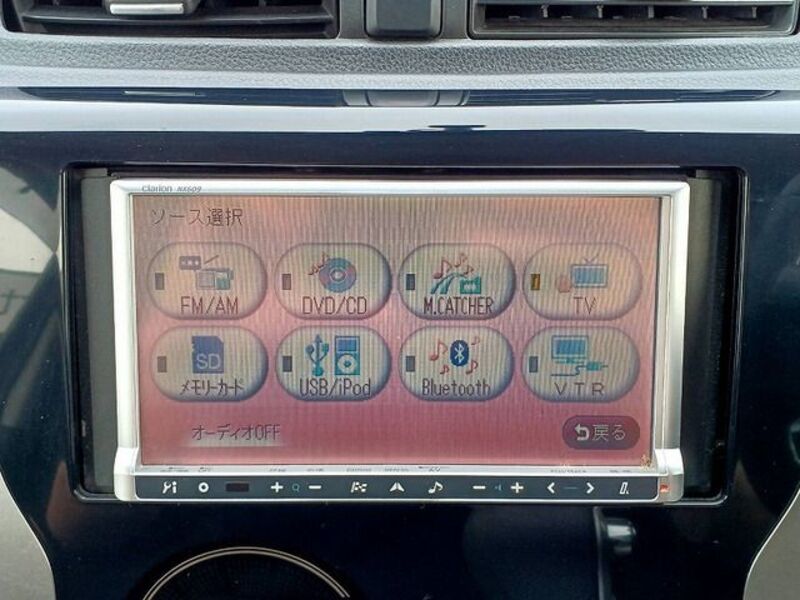 clarion NX609
ソース選択
FM/AM
DVD/CD
M.CATCHER
TV
SD
メモリーカード
USB/iPod
Bluetooth
VTR
オーディオOFF
戻る